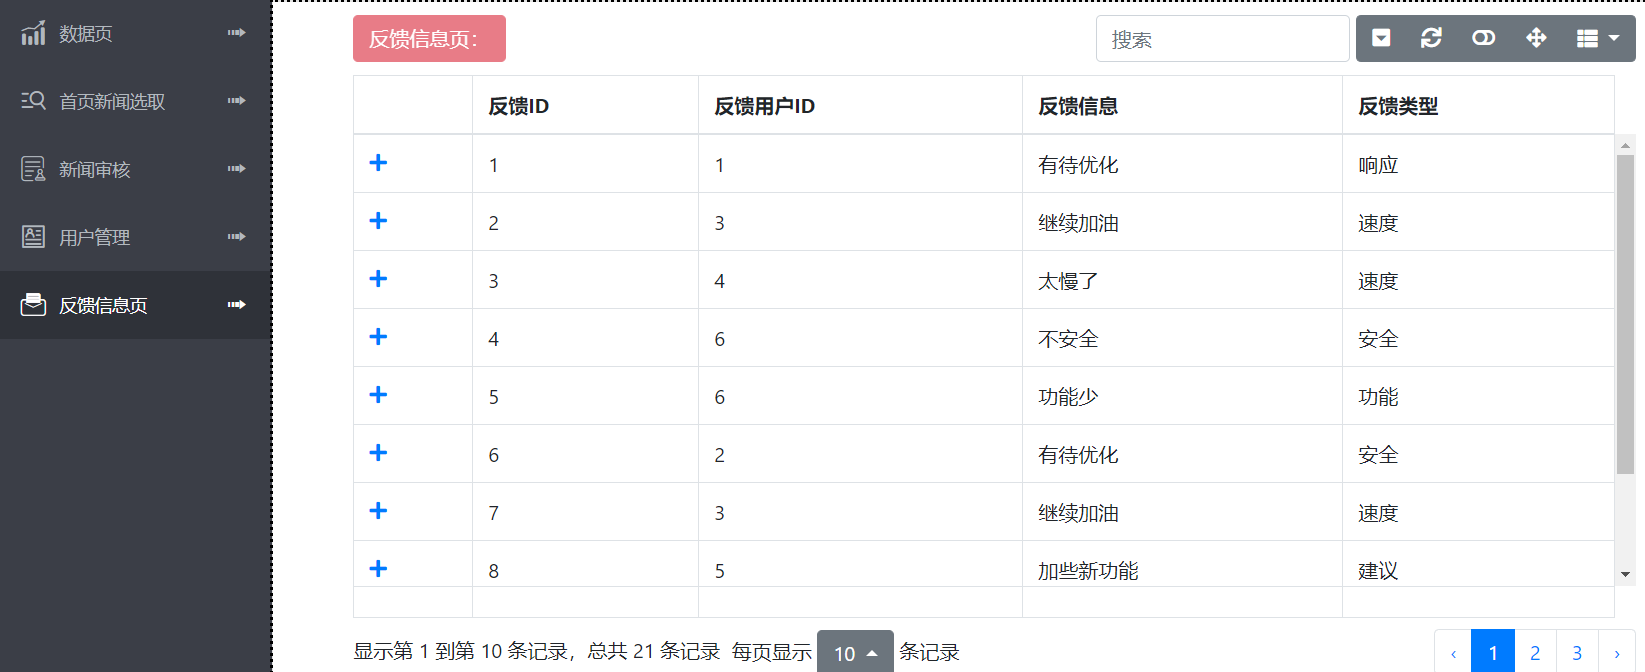 数据页
首页新闻选取
新闻审核
用户管理
反馈信息页
反馈信息页：
搜索
反馈ID 反馈用户ID 反馈信息 反馈类型
1 1 有待优化 响应
2 3 继续加油 速度
3 4 太慢了 速度
4 6 不安全 安全
5 6 功能少 功能
6 2 有待优化 安全
7 3 继续加油 速度
8 5 加些新功能 建议
显示第 1 到第 10 条记录，总共 21 条记录 每页显示 10 条记录
‹ 1 2 3 ›